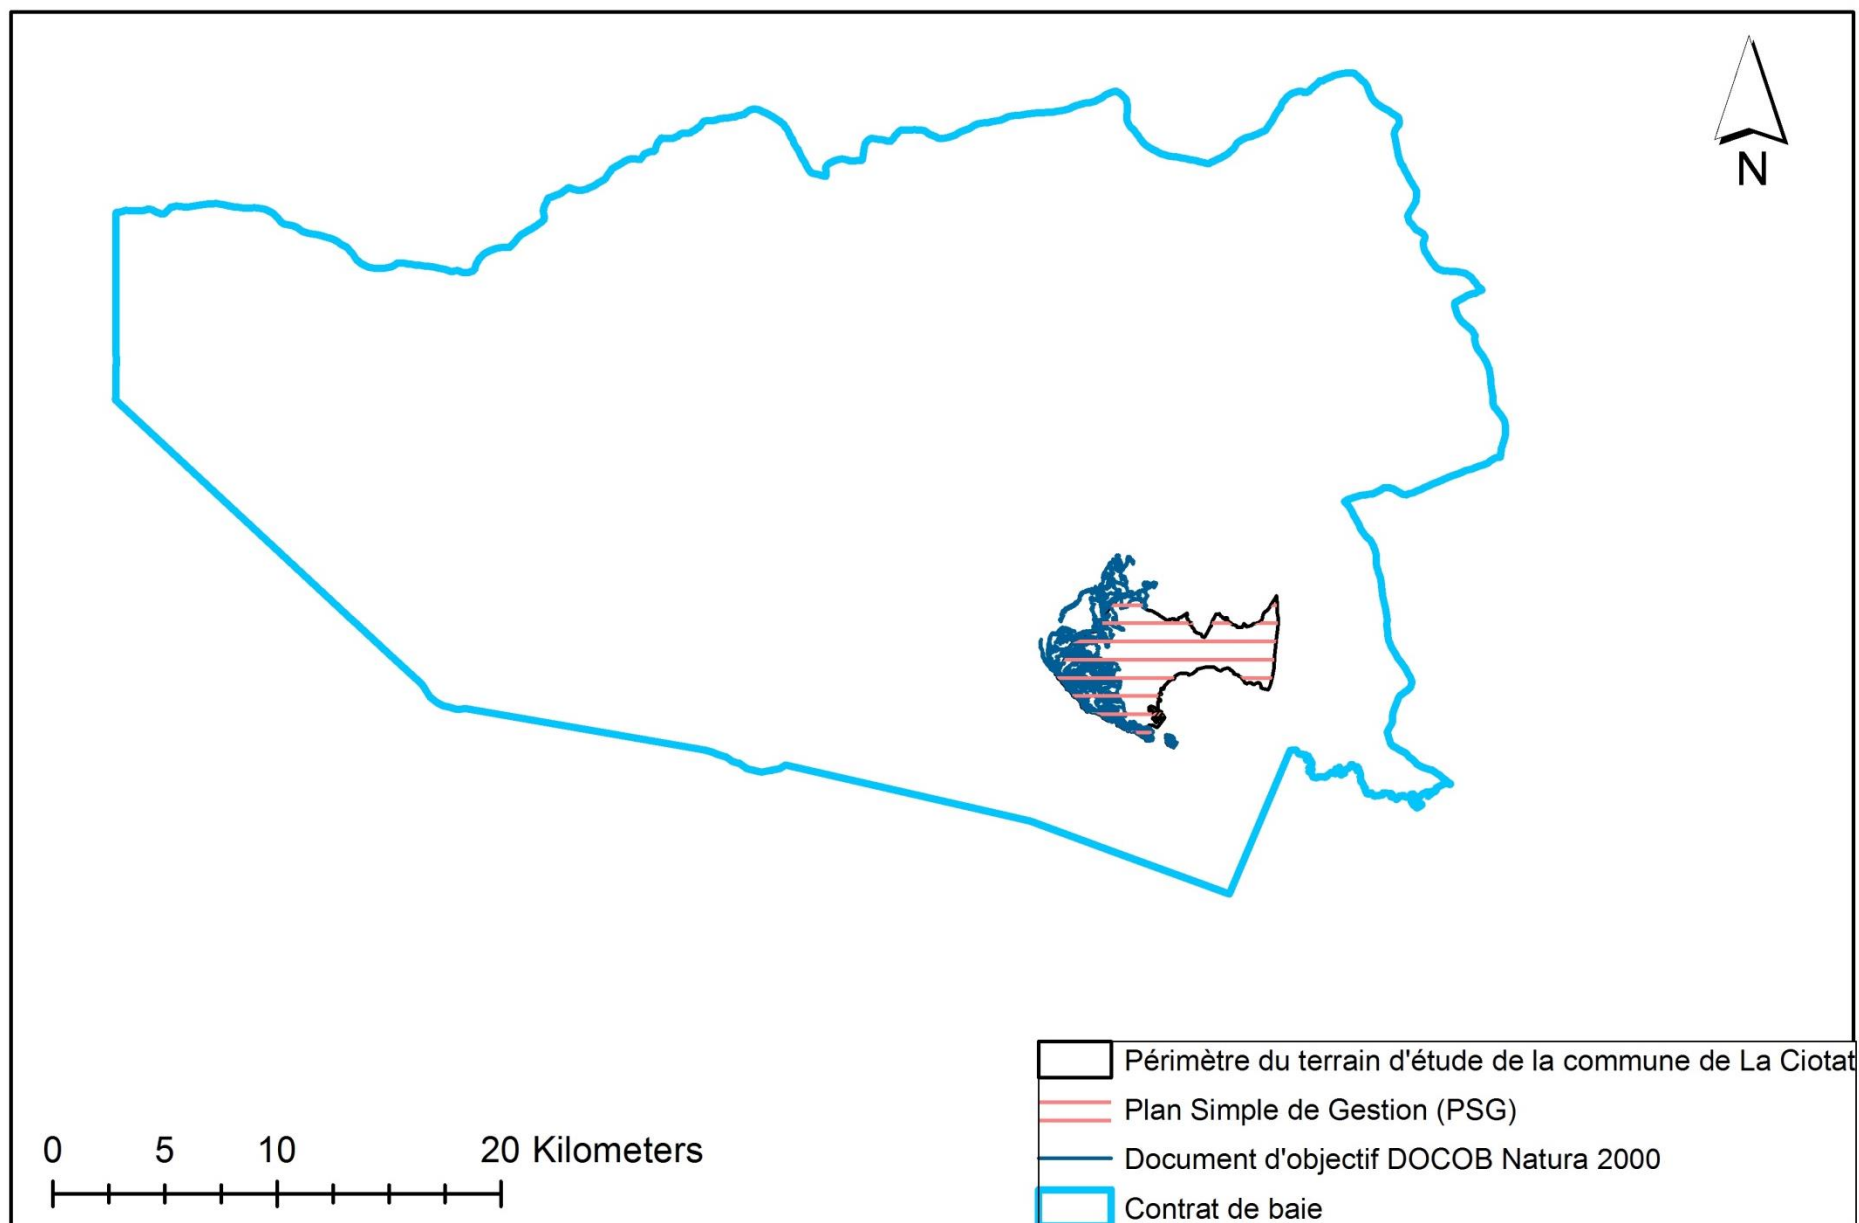 N
Périmètre du terrain d'étude de la commune de La Ciotat
Plan Simple de Gestion (PSG)
Document d'objectif DOCOB Natura 2000
Contrat de baie
0 5 10 20 Kilometers